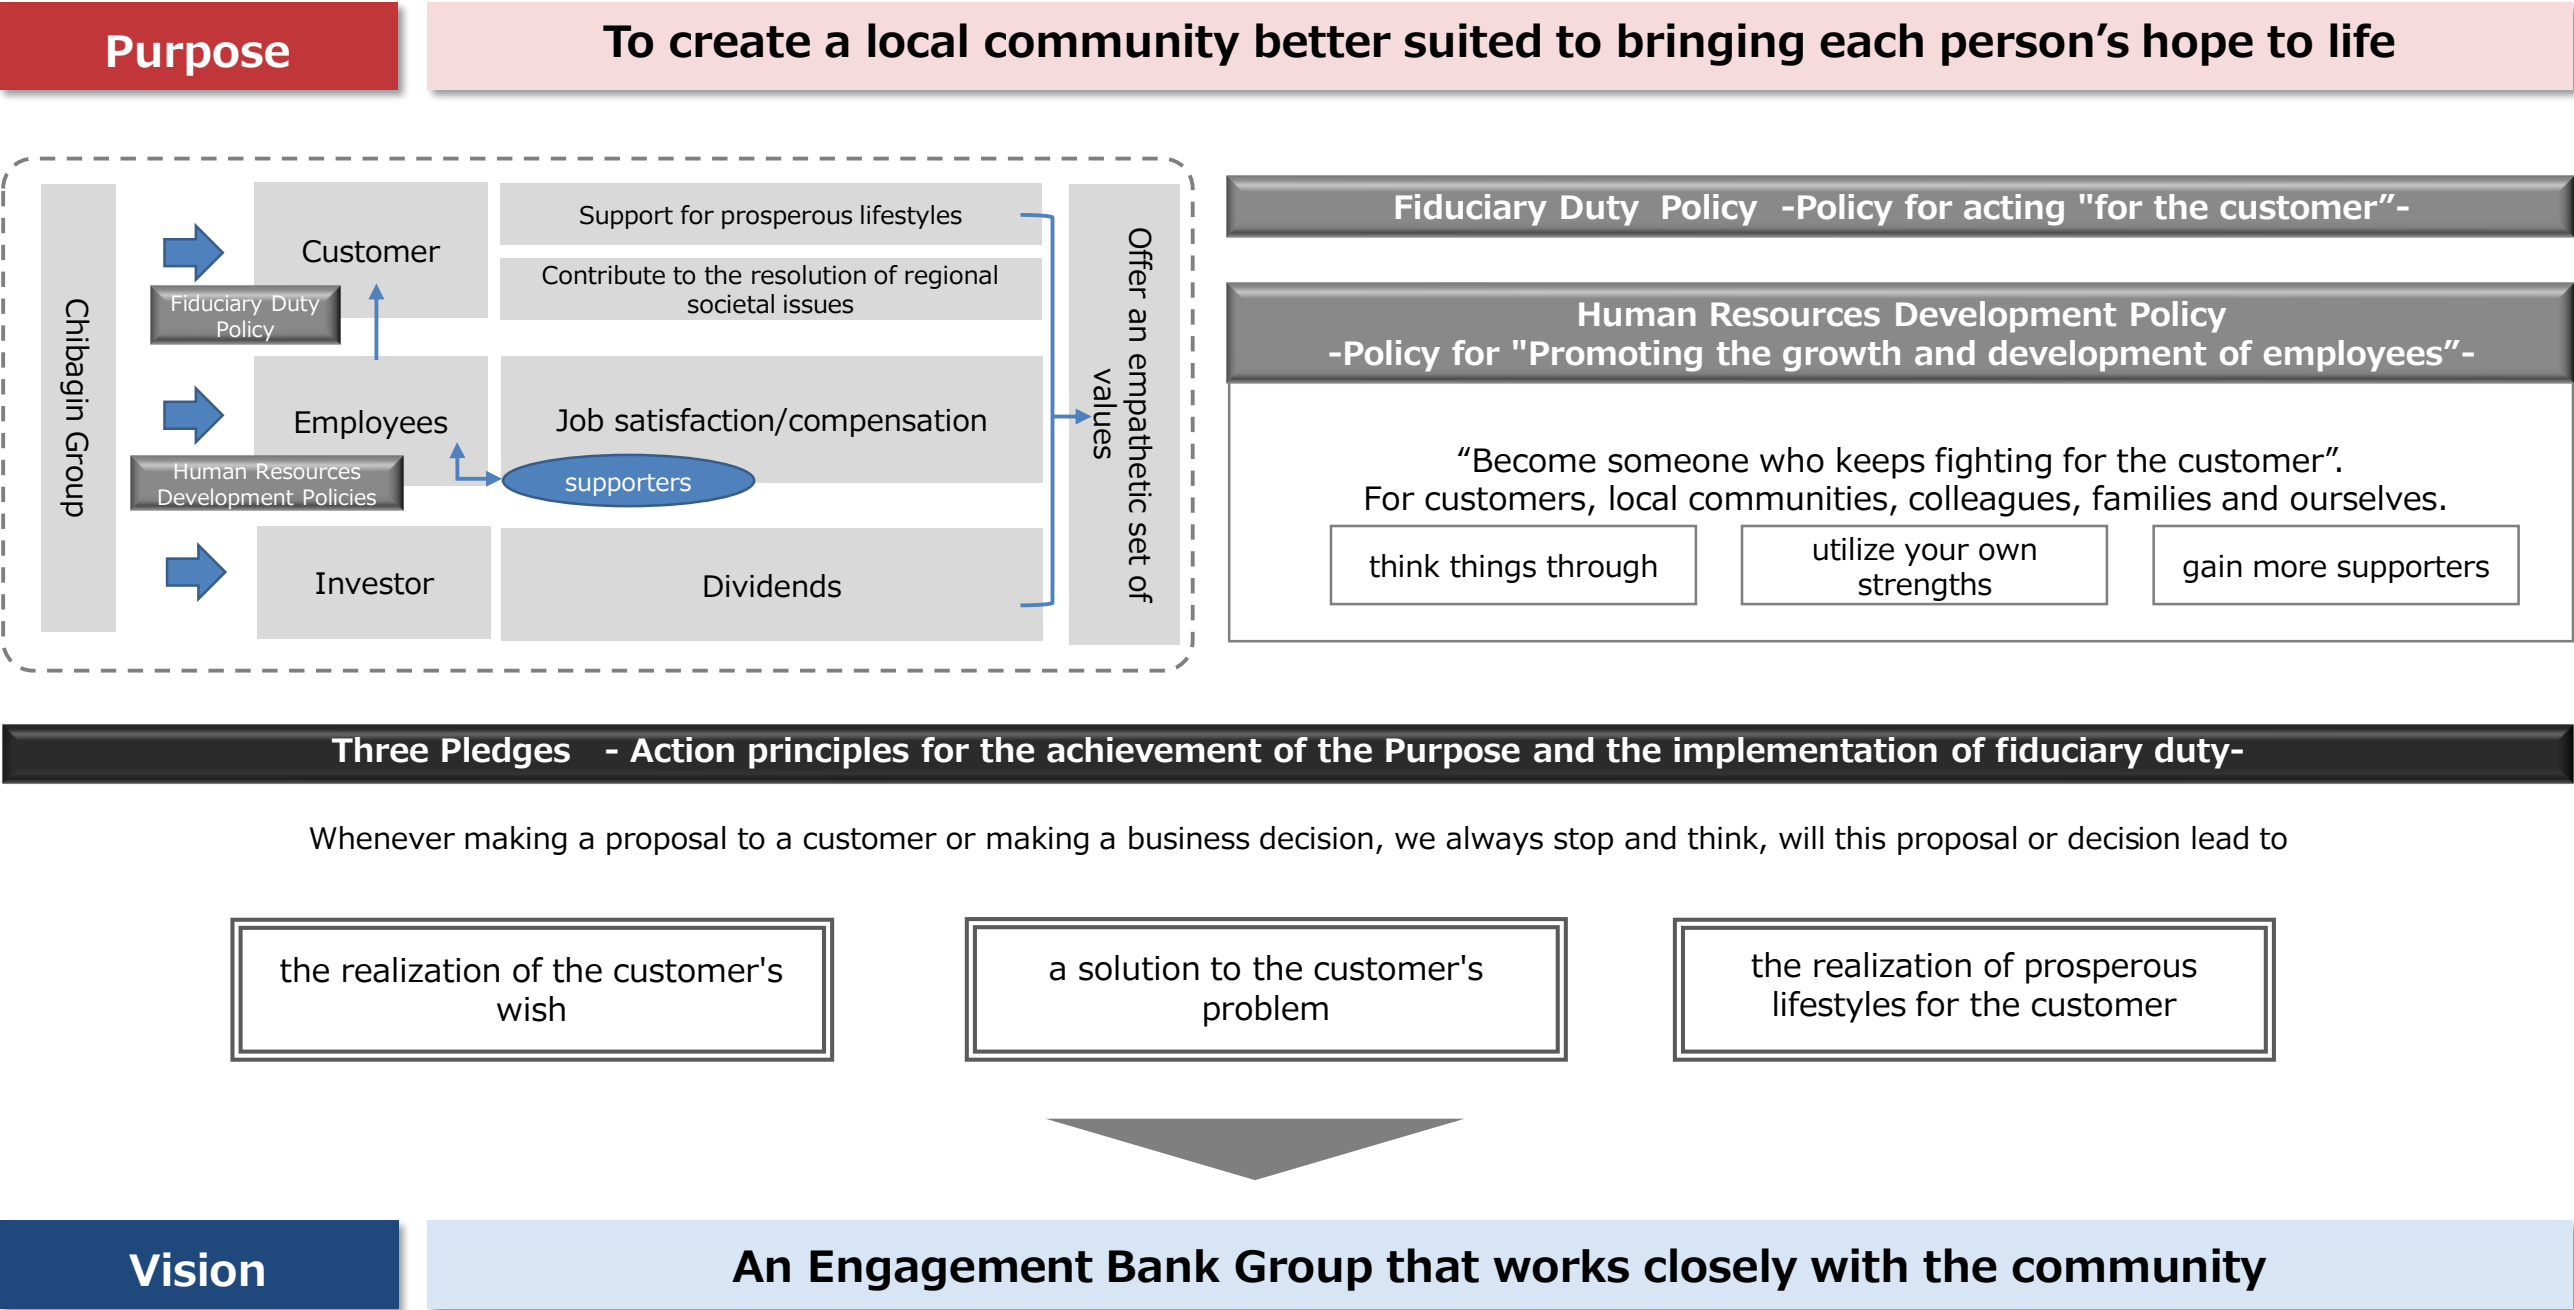 Purpose
To create a local community better suited to bringing each person’s hope to life
Chibagin Group
Customer
Support for prosperous lifestyles
Contribute to the resolution of regional
societal issues
Fiduciary Duty
Policy
Employees
Job satisfaction/compensation
Human Resources
Development Policies
supporters
Investor
Dividends
Offer an empathetic set of
values
Fiduciary Duty  Policy  -Policy for acting "for the customer”-
Human Resources Development Policy
-Policy for "Promoting the growth and development of employees”-
“Become someone who keeps fighting for the customer”.
For customers, local communities, colleagues, families and ourselves.
think things through
utilize your own
strengths
gain more supporters
Three Pledges   - Action principles for the achievement of the Purpose and the implementation of fiduciary duty-
Whenever making a proposal to a customer or making a business decision, we always stop and think, will this proposal or decision lead to
the realization of the customer's
wish
a solution to the customer's
problem
the realization of prosperous
lifestyles for the customer
Vision
An Engagement Bank Group that works closely with the community